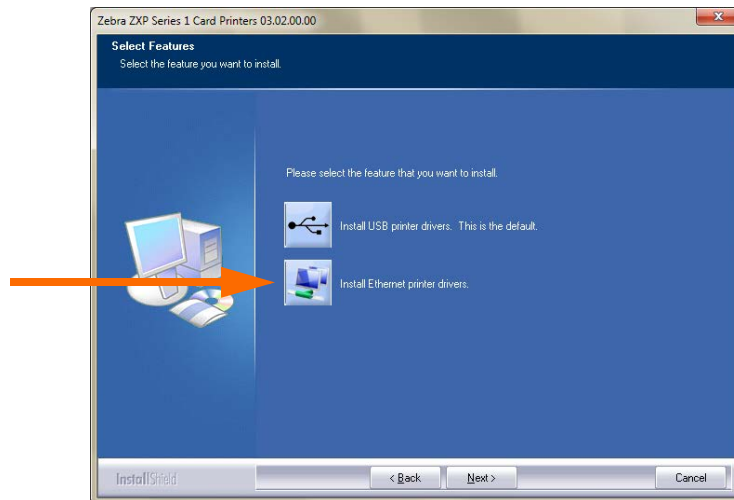 Zebra ZXP Series 1 Card Printers 03.02.00.00
Select Features
Select the feature you want to install.
Please select the feature that you want to install.
Install USB printer drivers. This is the default.
Install Ethernet printer drivers.
InstallShield
< Back
Next >
Cancel